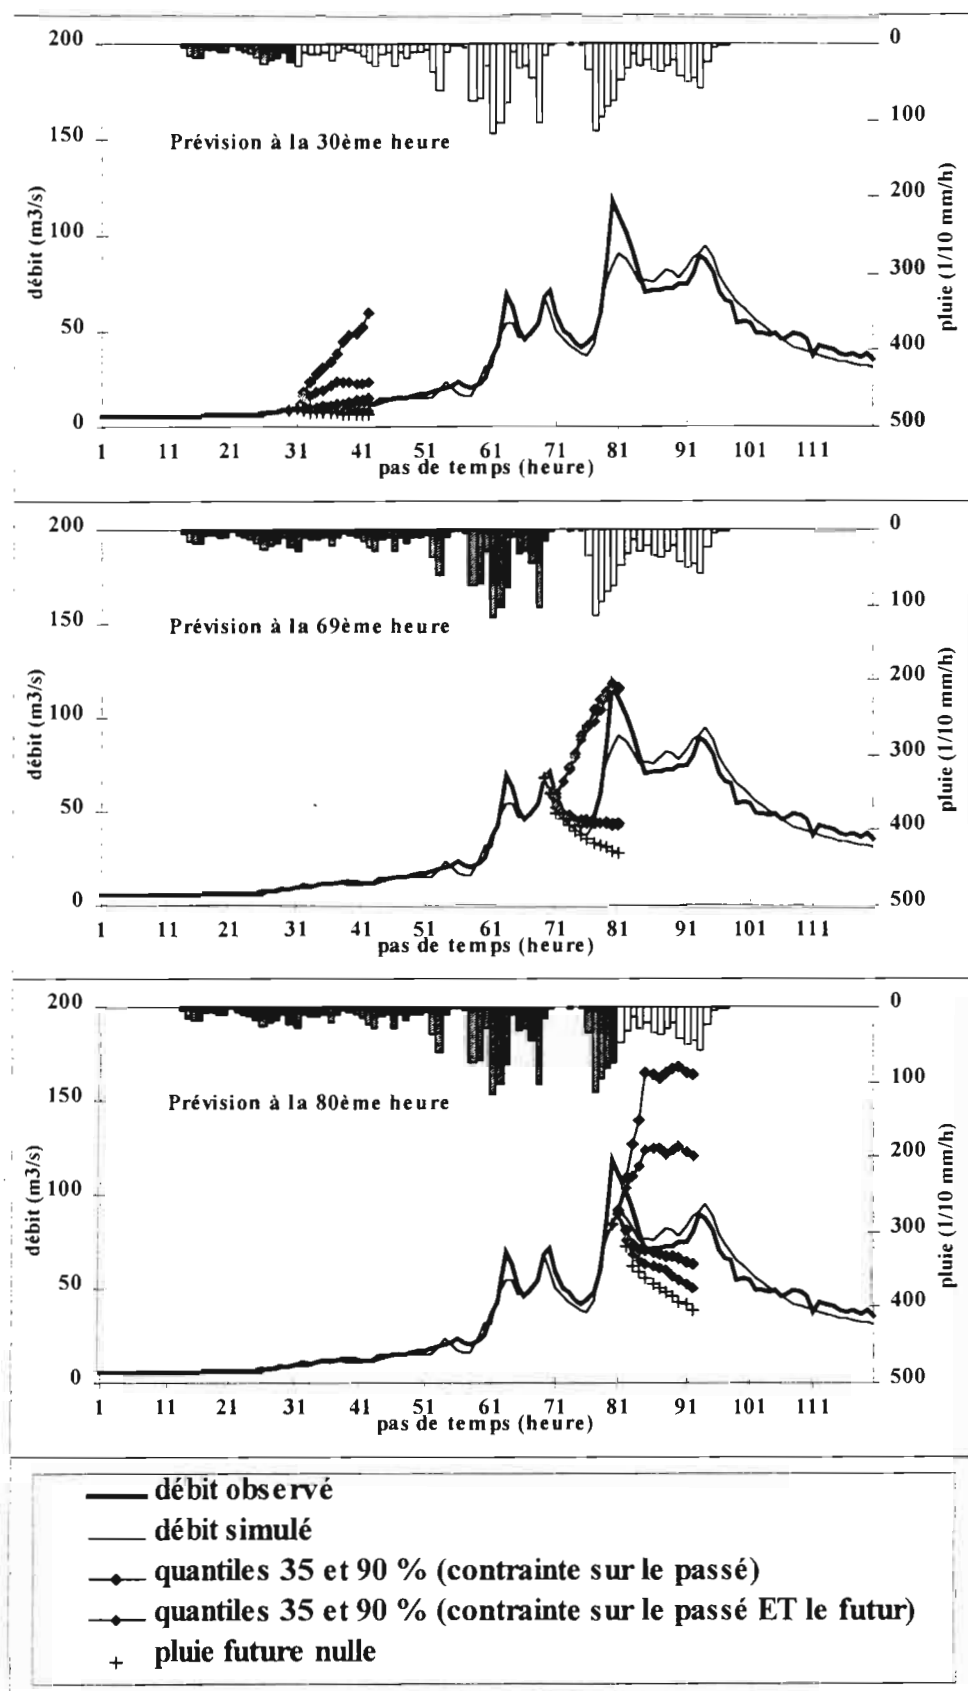 200
150
100
50
0
débit (m3/s)
Prévision à la 30ème heure
0
100
200
300
400
500
pluie (1/10 mm/h)
1 11 21 31 41 51 61 71 81 91 101 111
pas de temps (heure)
200
150
100
50
0
débit (m3/s)
Prévision à la 69ème heure
0
100
200
300
400
500
pluie (1/10 mm/h)
1 11 21 31 41 51 61 71 81 91 101 111
pas de temps (heure)
200
150
100
50
0
débit (m3/s)
Prévision à la 80ème heure
0
100
200
300
400
500
pluie (1/10 mm/h)
1 11 21 31 41 51 61 71 81 91 101 111
pas de temps (heure)
débit observé
débit simulé
quantiles 35 et 90 % (contrainte sur le passé)
quantiles 35 et 90 % (contrainte sur le passé ET le futur)
pluie future nulle